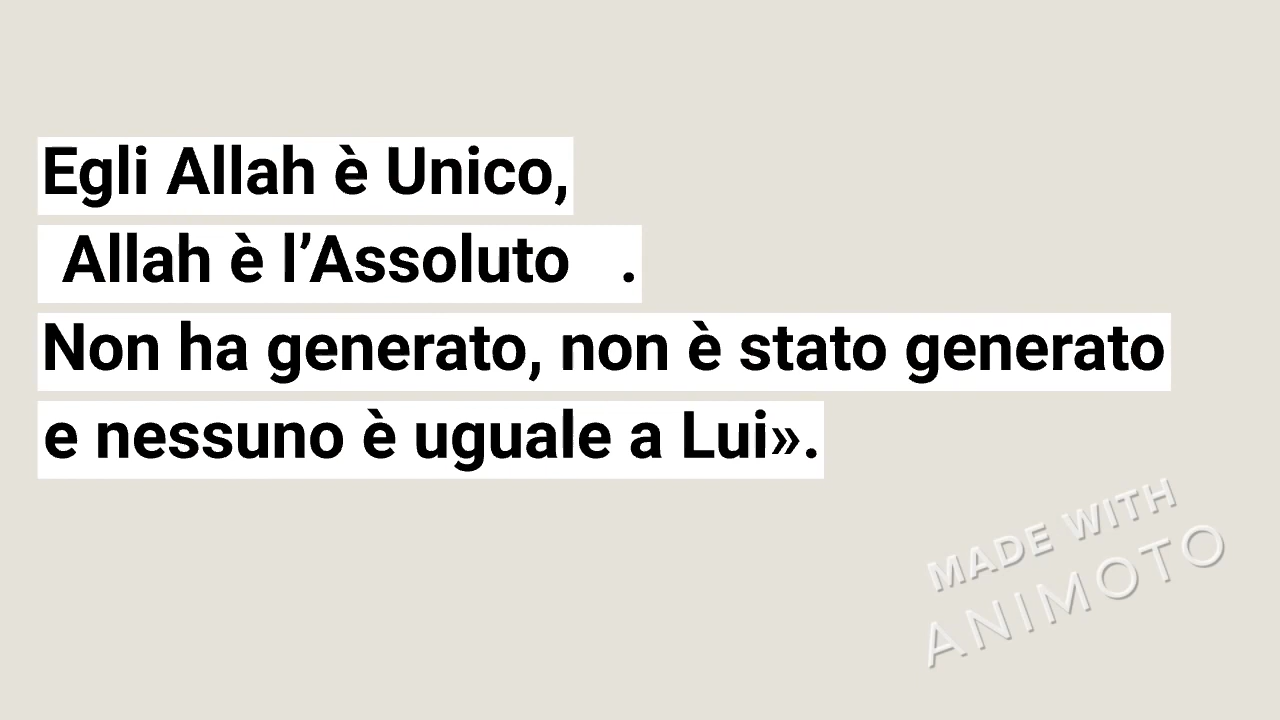 Egli Allah è Unico,
Allah è l’Assoluto .
Non ha generato, non è stato generato
e nessuno è uguale a Lui».
MADE WITH
ANIMOTO